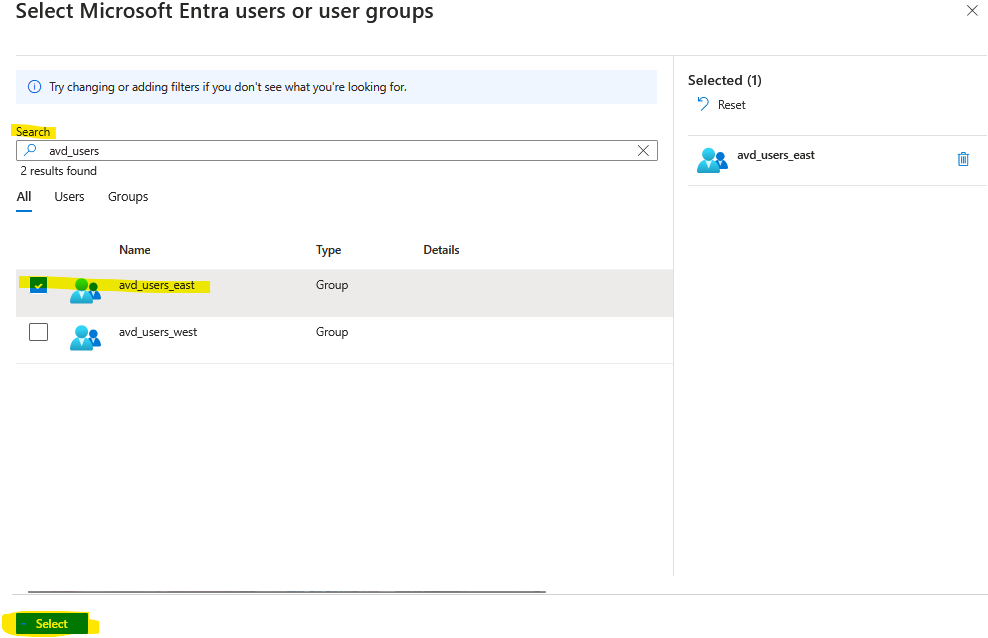 Select Microsoft Entra users or user groups
Try changing or adding filters if you don't see what you're looking for.
Search
avd_users
2 results found
All Users Groups
Name Type Details
avd_users_east Group
avd_users_west Group
Selected (1)
Reset
avd_users_east
Select